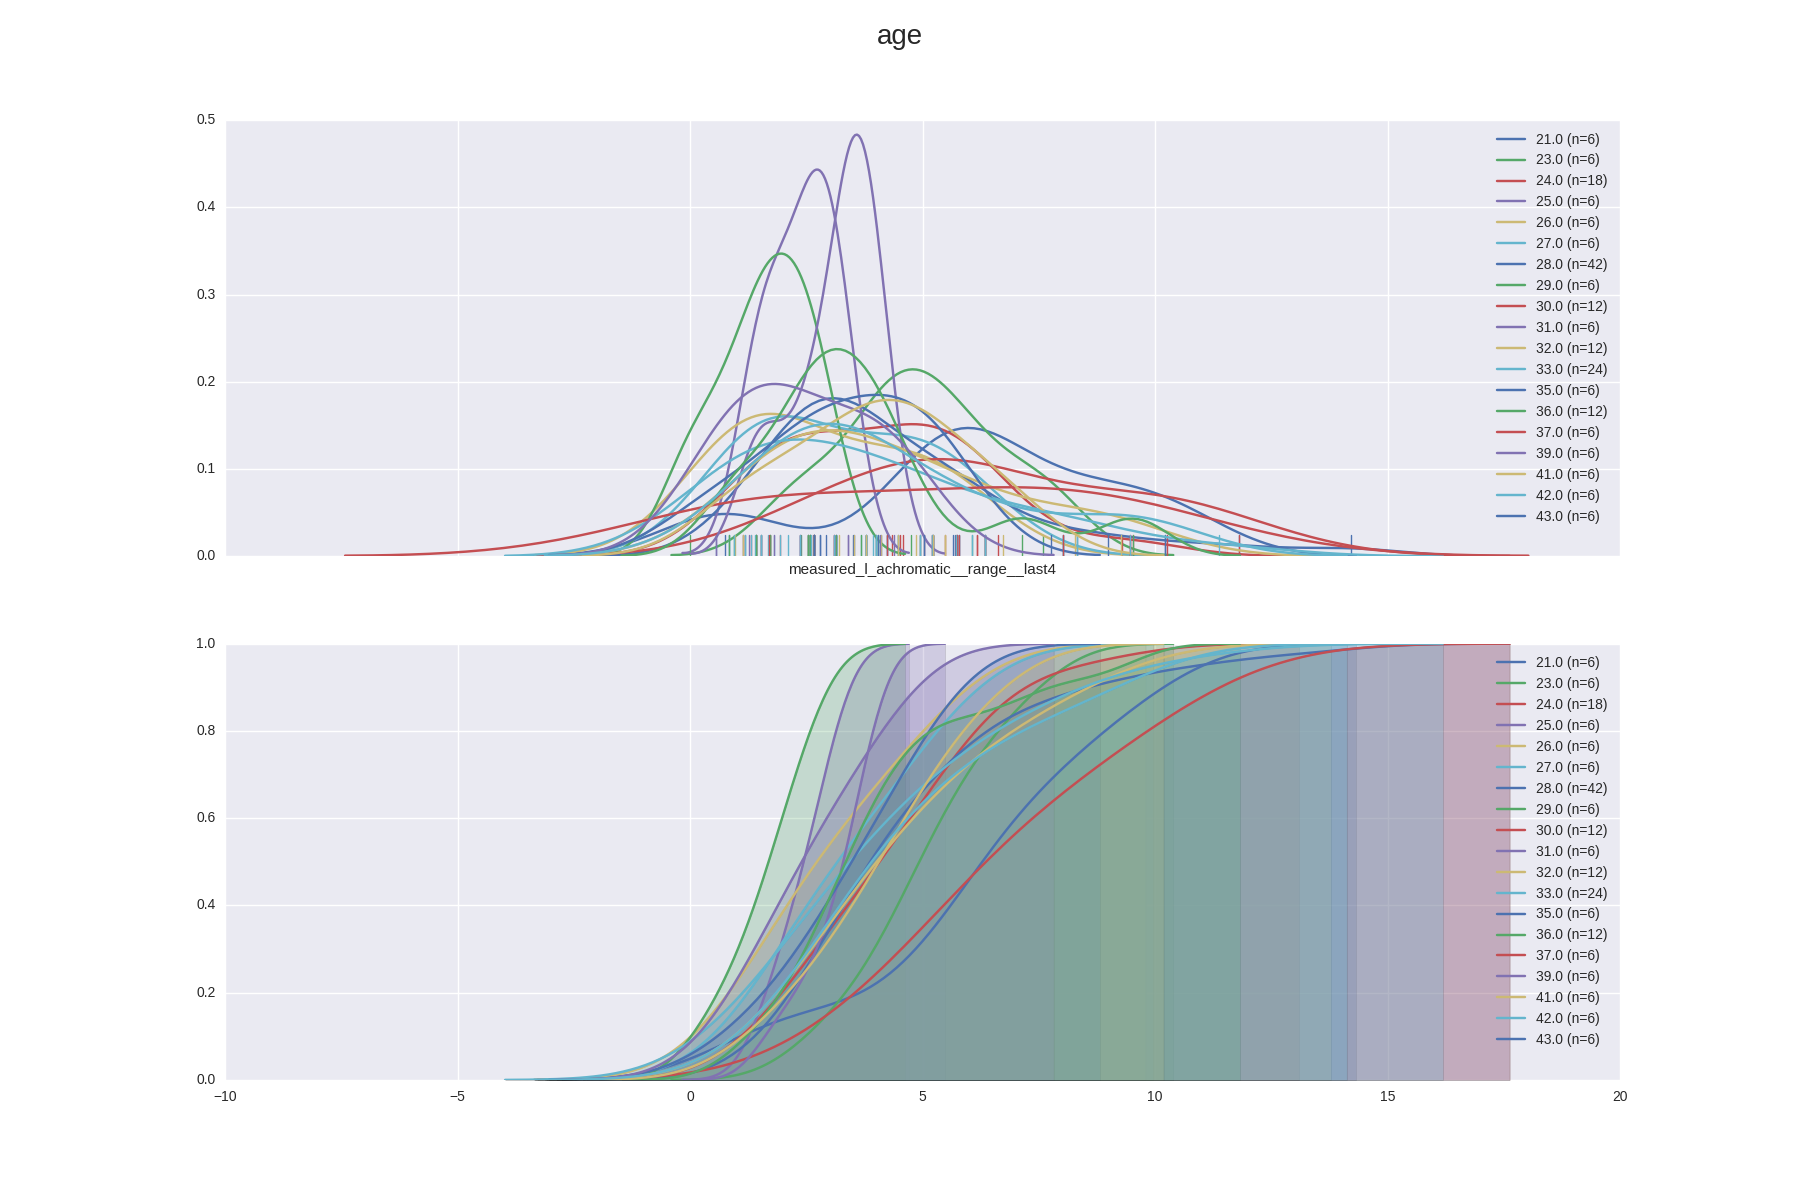 age
0.5
0.4
0.3
0.2
0.1
0.0
21.0 (n=6)
23.0 (n=6)
24.0 (n=18)
25.0 (n=6)
26.0 (n=6)
27.0 (n=6)
28.0 (n=42)
29.0 (n=6)
30.0 (n=12)
31.0 (n=6)
32.0 (n=12)
33.0 (n=24)
35.0 (n=6)
36.0 (n=12)
37.0 (n=6)
39.0 (n=6)
41.0 (n=6)
42.0 (n=6)
43.0 (n=6)
measured_l_achromatic__range__last4
1.0
0.8
0.6
0.4
0.2
0.0
21.0 (n=6)
23.0 (n=6)
24.0 (n=18)
25.0 (n=6)
26.0 (n=6)
27.0 (n=6)
28.0 (n=42)
29.0 (n=6)
30.0 (n=12)
31.0 (n=6)
32.0 (n=12)
33.0 (n=24)
35.0 (n=6)
36.0 (n=12)
37.0 (n=6)
39.0 (n=6)
41.0 (n=6)
42.0 (n=6)
43.0 (n=6)
−10 −5 0 5 10 15 20